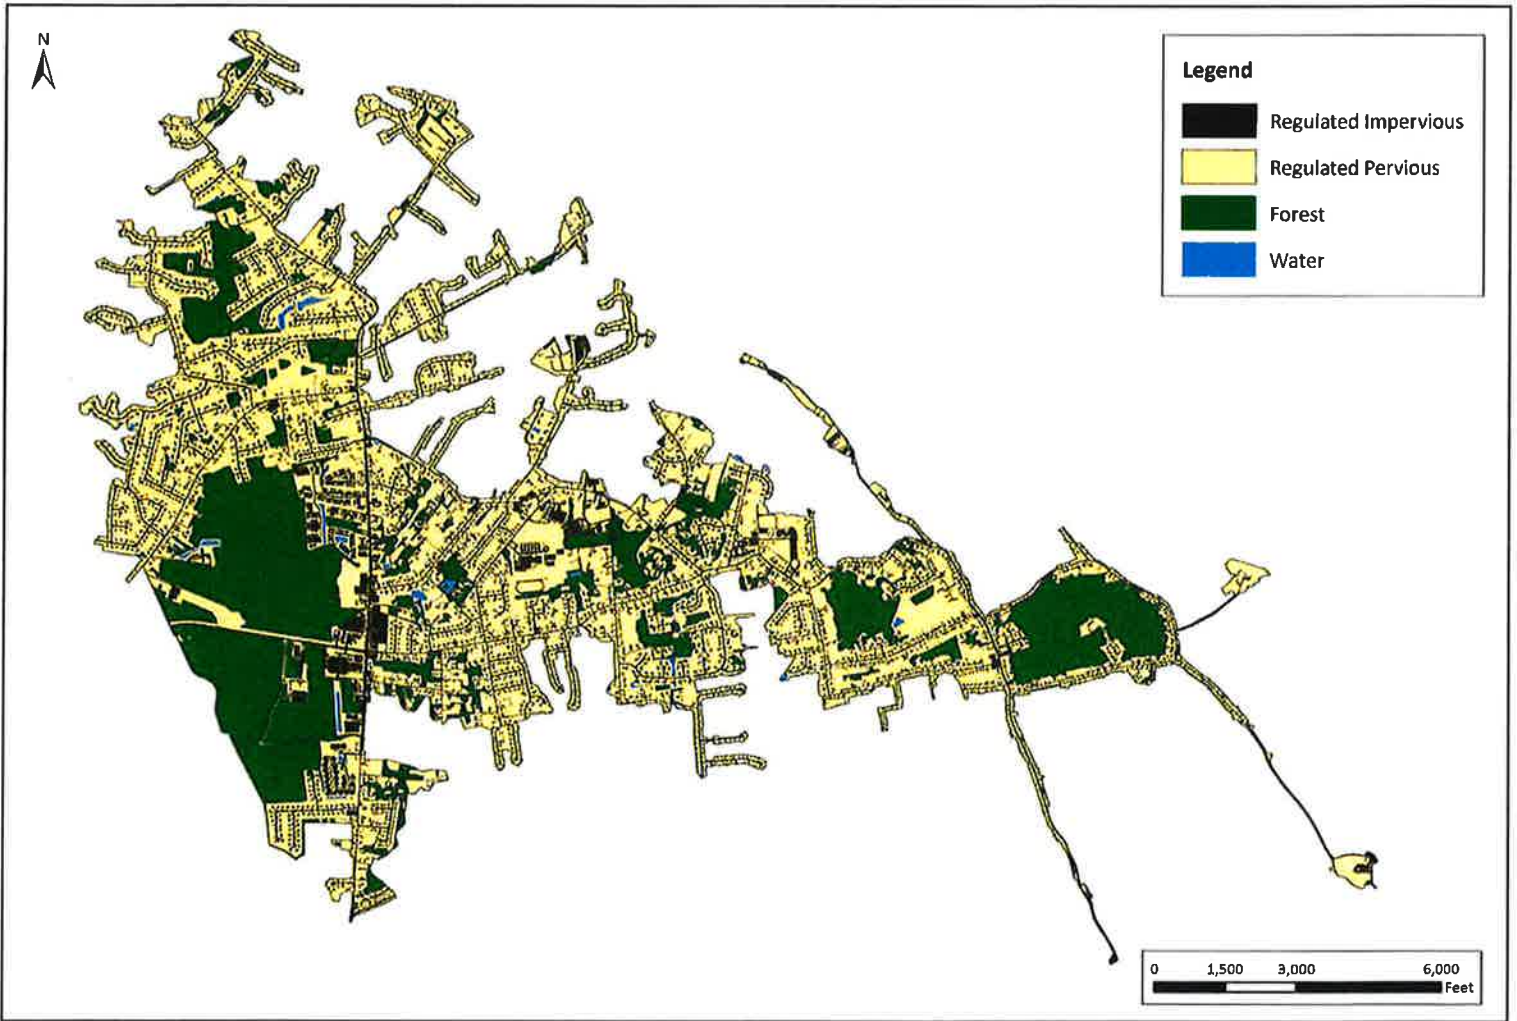 N
Legend
Regulated Impervious
Regulated Pervious
Forest
Water
0 1,500 3,000 6,000
Feet